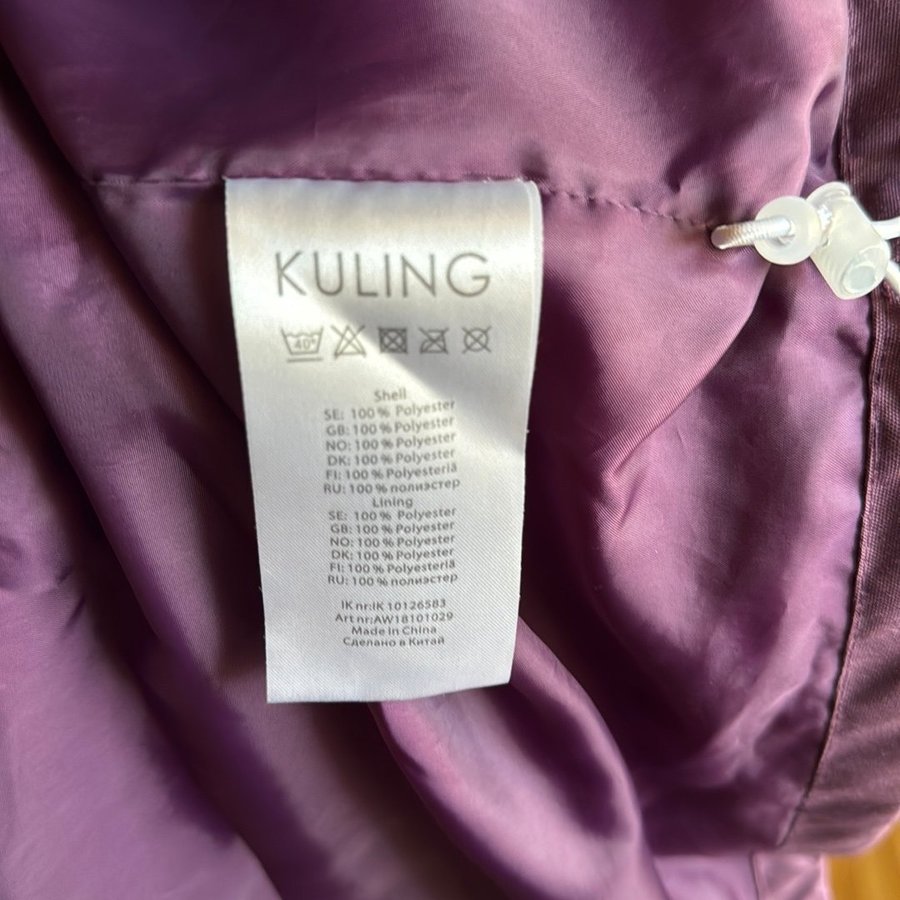 KULING
40°
Shell
SE: 100 % Polyester
GB: 100 % Polyester
NO: 100 % Polyester
DK: 100 % Polyester
FI: 100 % Polyesteriä
RU: 100 % полиэстер
Lining
SE: 100 % Polyester
GB: 100 % Polyester
NO: 100 % Polyester
DK: 100 % Polyester
FI: 100 % Polyesteriä
RU: 100 % полиэстер
IK nr:IK 10126583
Art nr:AW18101029
Made in China
Сделано в Китай